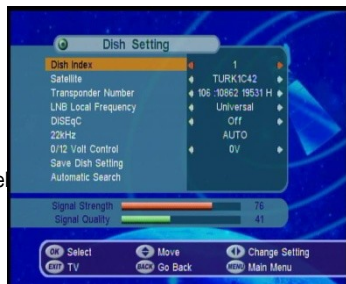 Dish Setting
Dish Index 1
Satellite TURK1C42
Transponder Number 106 :10862 19531 H
LNB Local Frequency Universal
DiSEqC Off
22kHz AUTO
0/12 Volt Control 0V
Save Dish Setting
Automatic Search
el
Signal Strength 76
Signal Quality 41
OK Select Move Change Setting
EXIT TV BACK Go Back MENU Main Menu